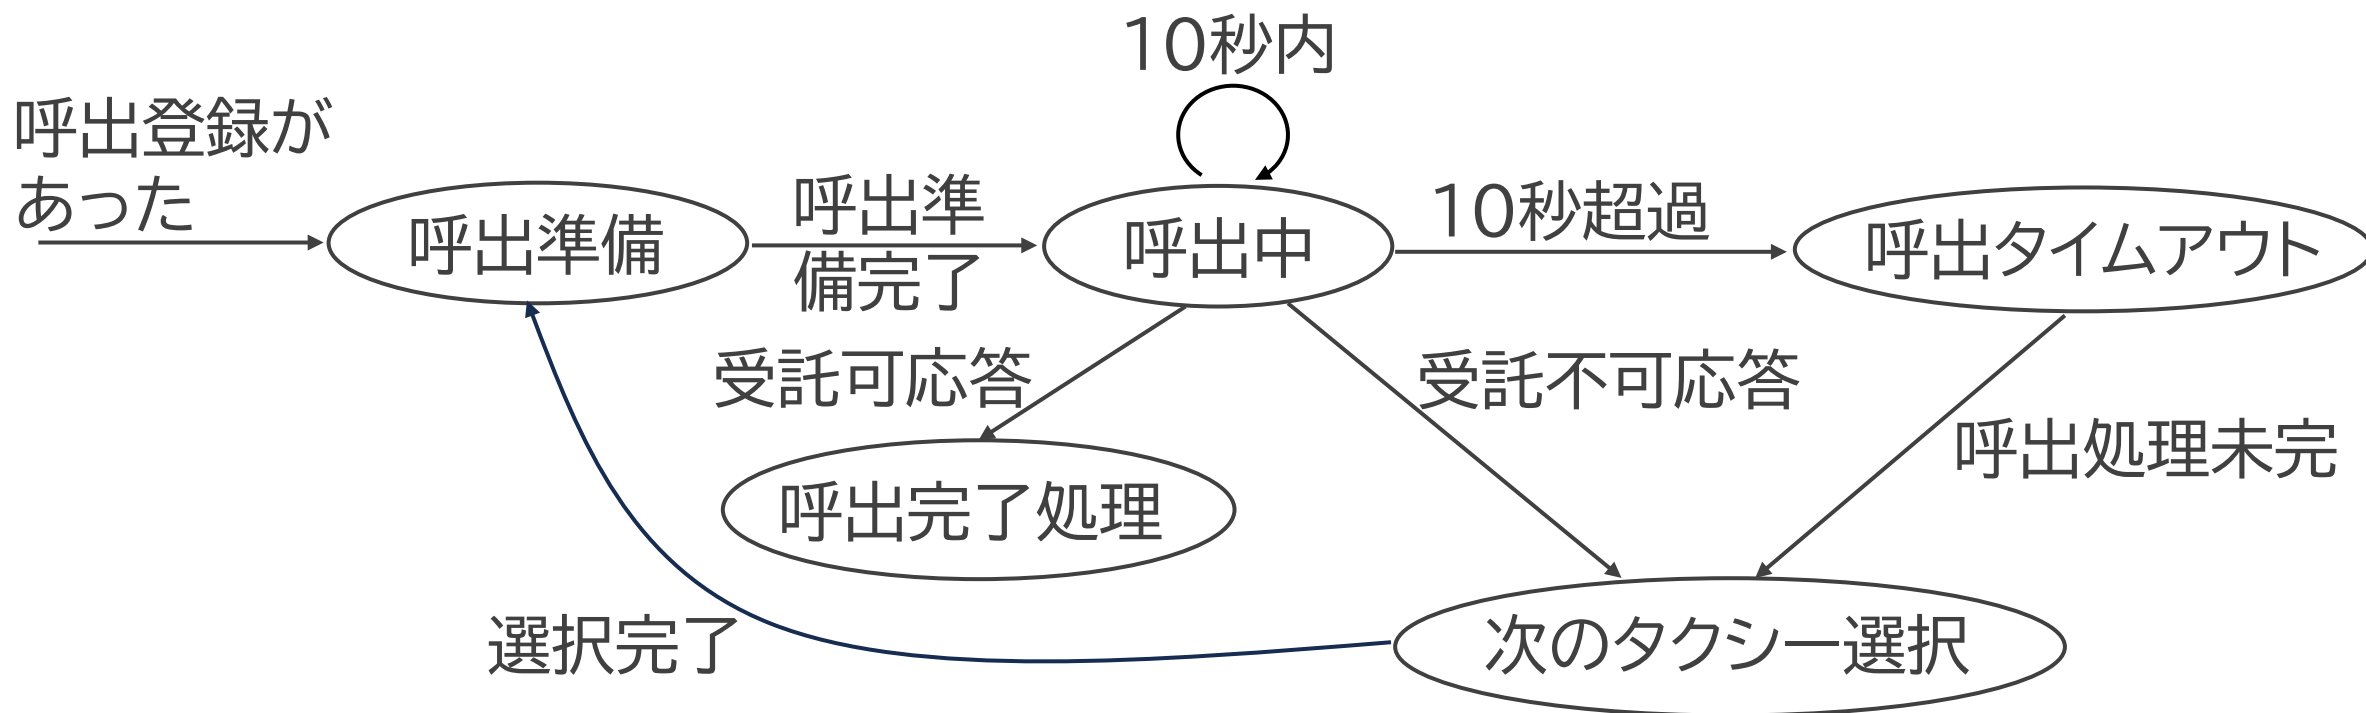 10秒内
呼出登録が
あった
呼出準備
呼出準
備完了
呼出中
10秒超過
呼出タイムアウト
受託可応答
受託不可応答
呼出処理未完
呼出完了処理
選択完了
次のタクシー選択